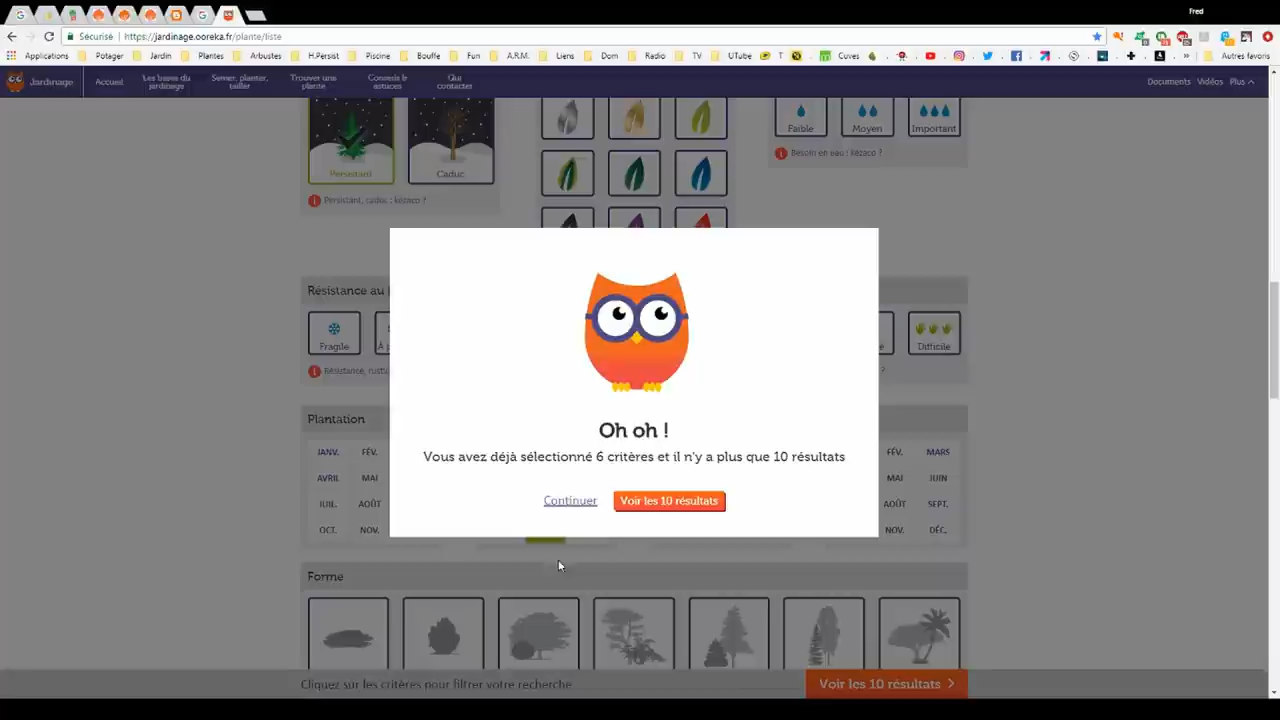 Fred
Sécurisé https://jardinage.ooreka.fr/plante/liste
Applications Potager Jardin Plantes Arbustes H.Persist Piscine Bouffe Fun A.R.M. Liens Dom Radio TV UTube T Cuves » Autres favoris
Jardinage Accueil Les bases du jardinage Semer, planter, tailler Trouver une plante Conseils & astuces Qui contacter Documents Vidéos Plus
Persistant Caduc Faible Moyen Important
Besoin en eau : kézaco ?
Persistant, caduc : kézaco ?
Résistance au
Fragile Difficile
Oh oh !
Vous avez déjà sélectionné 6 critères et il n'y a plus que 10 résultats
Continuer Voir les 10 résultats
Plantation
JANV. FÉV. FÉV. MARS
AVRIL MAI MAI JUIN
JUIL. AOÛT AOÛT SEPT.
OCT. NOV. NOV. DÉC.
Forme
Cliquez sur les critères pour filtrer votre recherche Voir les 10 résultats